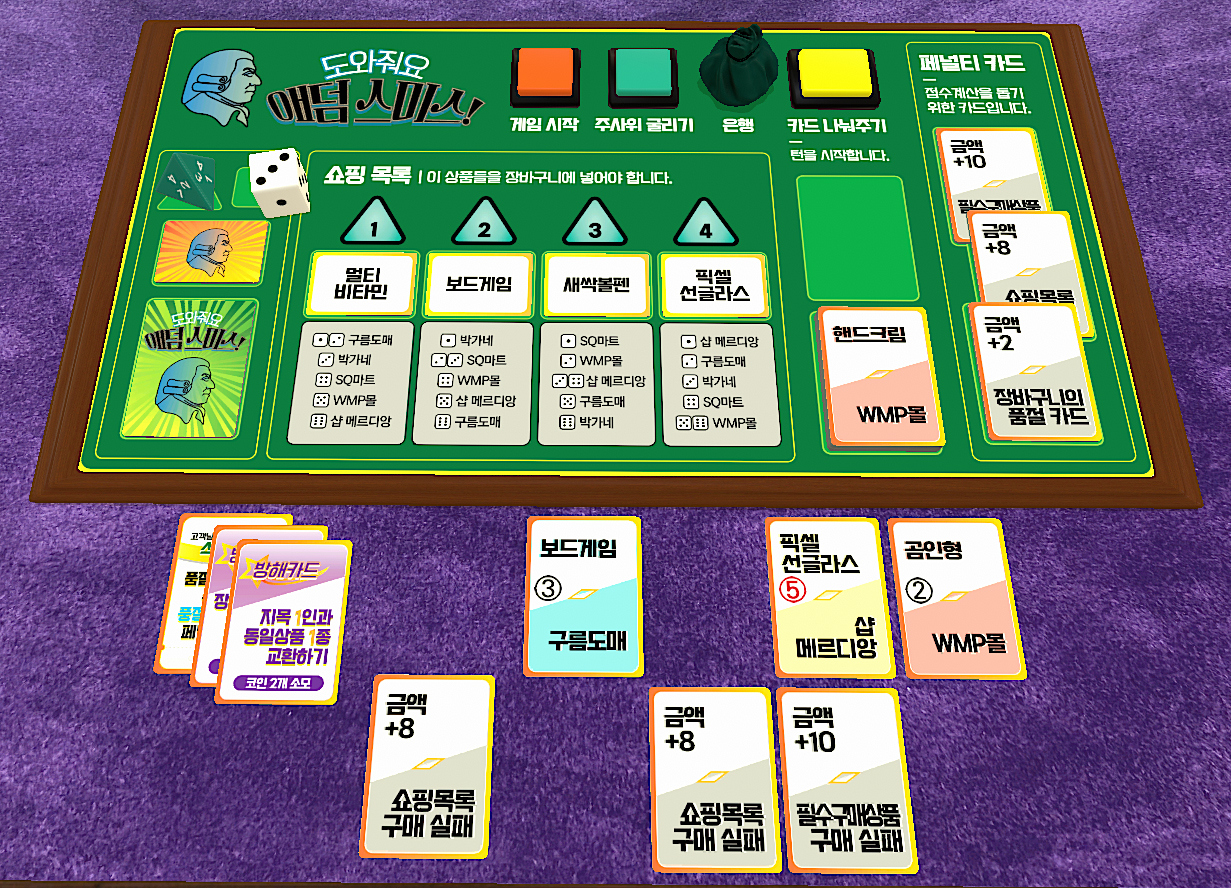 도와줘요
애덤 스미스!
게임 시작
주사위 굴리기
은행
카드 나눠주기
턴을 시작합니다.
페널티 카드
점수계산을 돕기
위한 카드입니다.
쇼핑 목록 | 이 상품들을 장바구니에 넣어야 합니다.
1
2
3
4
멀티
비타민
보드게임
새싹볼펜
픽셀
선글라스
구름도매
박가네
SQ마트
WMP몰
샵 메르디앙
박가네
SQ마트
WMP몰
샵 메르디앙
구름도매
SQ마트
WMP몰
샵 메르디앙
구름도매
박가네
샵 메르디앙
구름도매
박가네
SQ마트
WMP몰
도와줘요
애덤 스미스!
핸드크림
WMP몰
금액
+10
필수구매상품
금액
+8
쇼핑목록
금액
+2
장바구니의
품절 카드
고객님
품절
페
장
방해카드
지목 1인과
동일상품 1종
교환하기
코인 2개 소모
보드게임
③
구름도매
픽셀
선글라스
⑤
샵
메르디앙
곰인형
②
WMP몰
금액
+8
쇼핑목록
구매 실패
금액
+8
쇼핑목록
구매 실패
금액
+10
필수구매상품
구매 실패